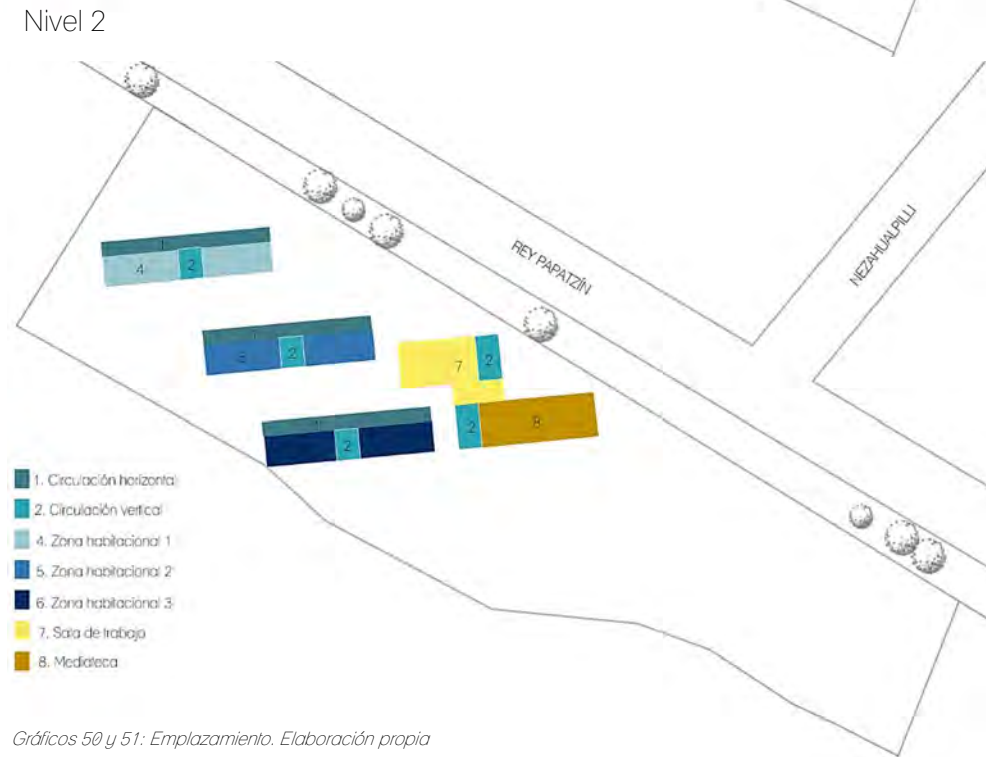 Nivel 2
REY PAPATZÍN
NEZAHUALPILLI
1
4
2
2
7
2
2
8
2
1. Circulación horizontal
2. Circulación vertical
4. Zona habitacional 1
5. Zona habitacional 2
6. Zona habitacional 3
7. Sala de trabajo
8. Mediateca
Gráficos 50 y 51: Emplazamiento. Elaboración propia